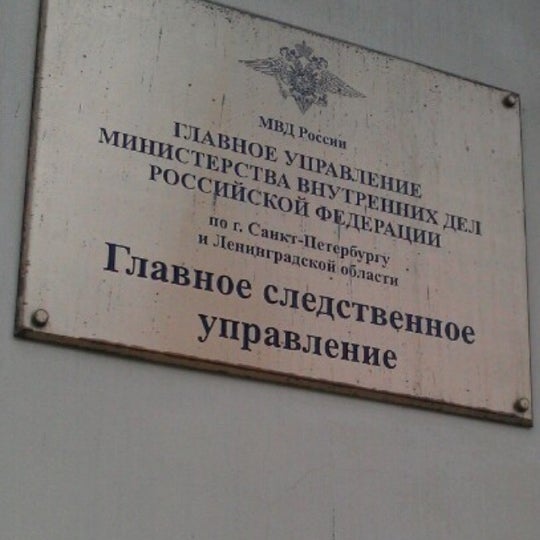 МВД России
ГЛАВНОЕ УПРАВЛЕНИЕ
МИНИСТЕРСТВА ВНУТРЕННИХ ДЕЛ
РОССИЙСКОЙ ФЕДЕРАЦИИ
по г. Санкт-Петербургу
и Ленинградской области
Главное следственное
управление